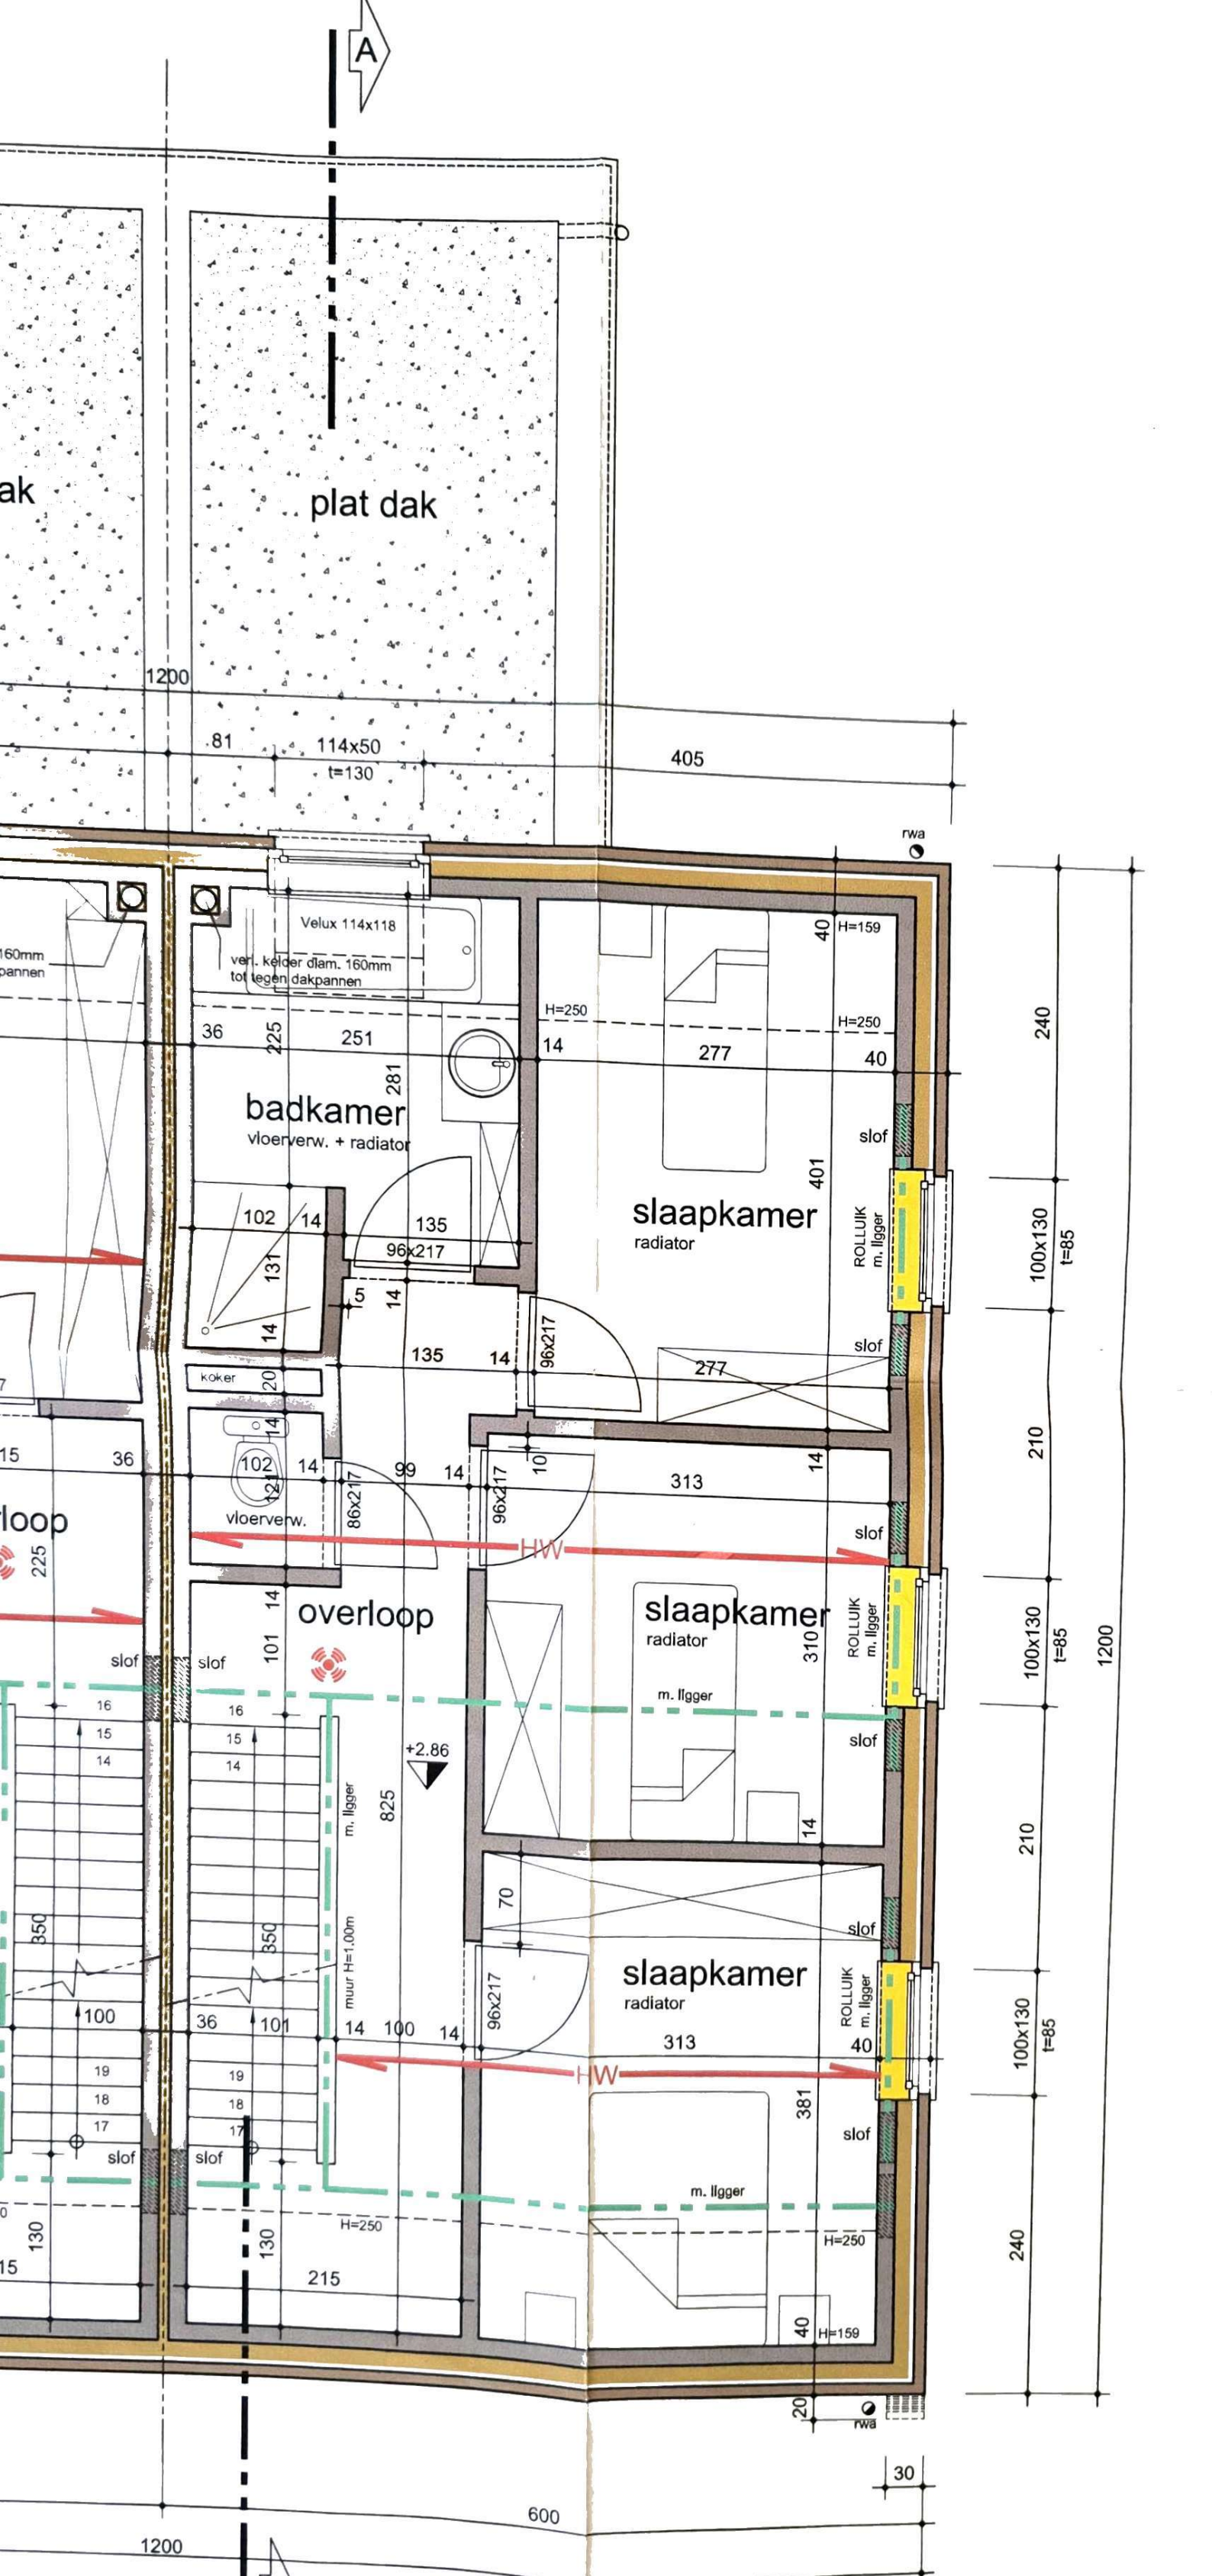 A
ak
plat dak
1200
81
114x50
t=130
405
rwa
Velux 114x118
160mm
pannen
verl. kelder diam. 160mm
tot tegen dakpannen
40
H=159
H=250
H=250
36
225
251
14
277
40
240
281
badkamer
vloerverw. + radiator
slof
401
slaapkamer
radiator
102
14
135
96x217
ROLLUIK
m. lIgger
100x130
t=85
131
5
14
14
135
14
96x217
slof
277
koker
20
7
14
15
36
102
14
99
14
96x217
10
313
14
210
121
86x217
vloerverw.
slof
rloop
225
HW
14
overloop
slaapkamer
radiator
310
ROLLUIK
m. lIgger
100x130
t=85
1200
101
slof
slof
m. lIgger
slof
16
16
15
15
14
14
+2.86
m. lIgger
825
14
210
70
350
350
muur H=1.00m
slof
slaapkamer
radiator
96x217
ROLLUIK
m. lIgger
100x130
t=85
100
36
101
14
100
14
313
40
HW
19
19
18
18
17
17
381
slof
slof
slof
m. lIgger
0
H=250
H=250
130
130
240
15
215
40
H=159
20
rwa
30
600
1200